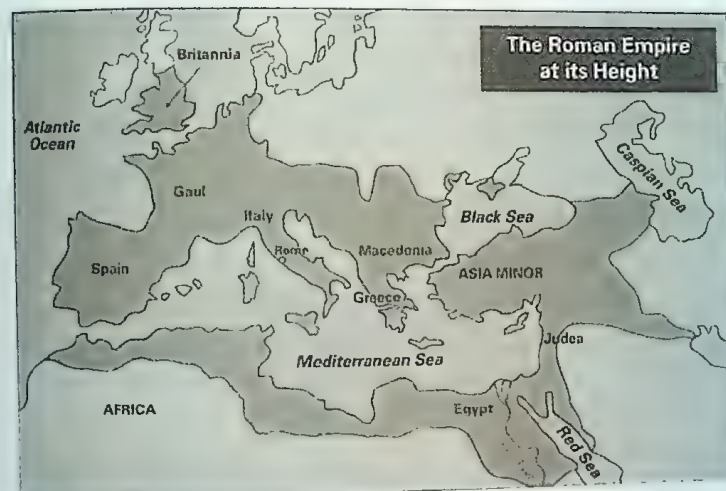 The Roman Empire
at its Height
Britannia
Atlantic
Ocean
Caspian Sea
Gaul
Italy
Black Sea
Rome
Macedonia
Spain
ASIA MINOR
Greece
Judea
Mediterranean Sea
AFRICA
Egypt
Red Sea